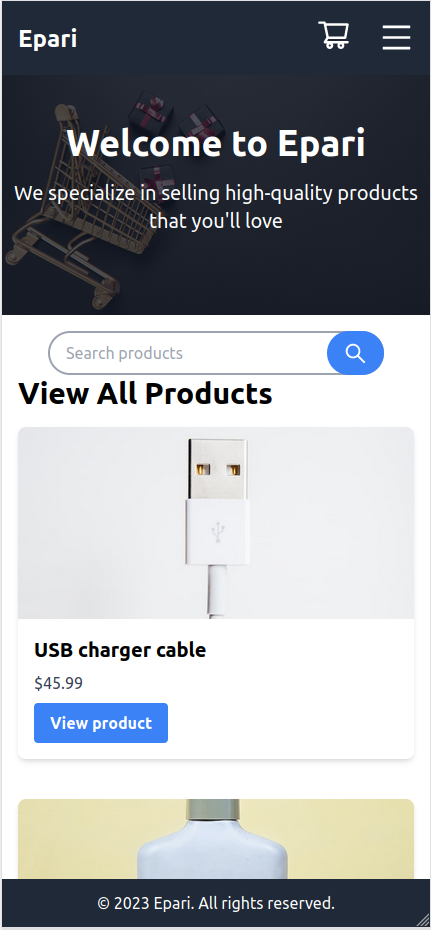 Epari
Welcome to Epari
We specialize in selling high-quality products
that you'll love
Search products
View All Products
USB charger cable
$45.99
View product
© 2023 Epari. All rights reserved.